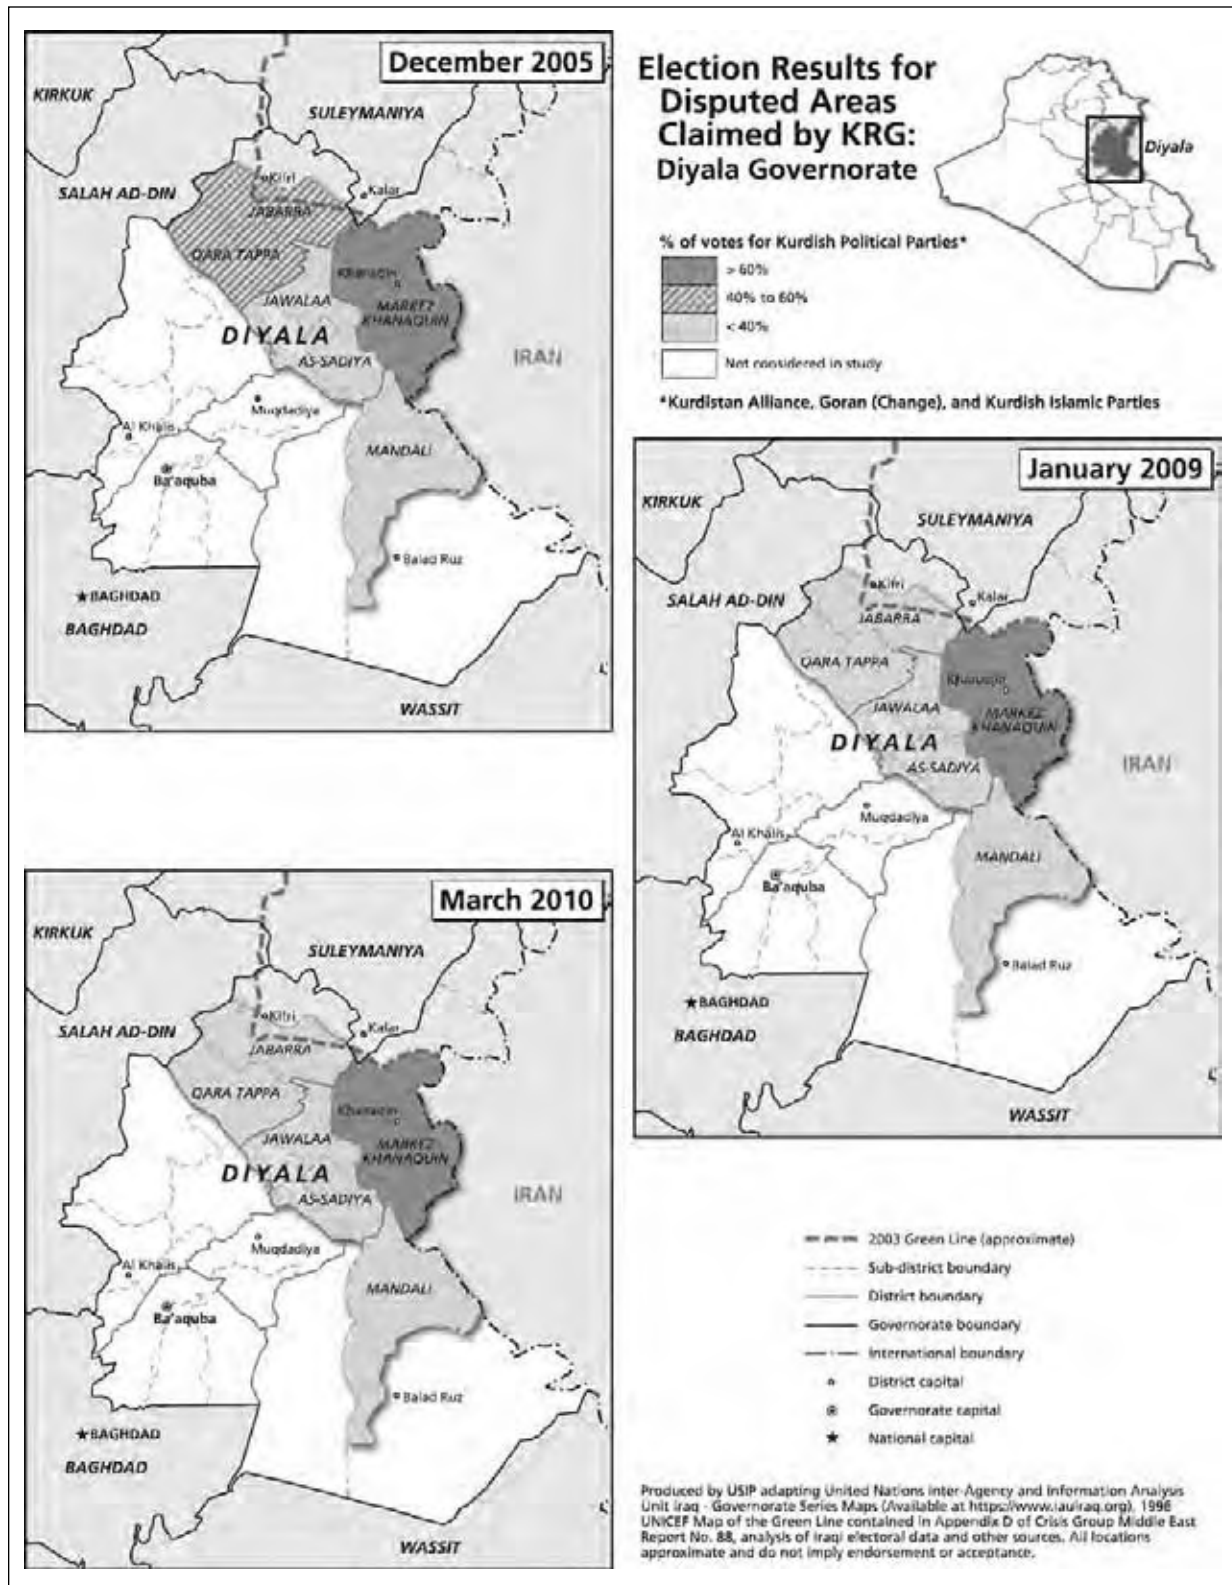 December 2005
KIRKUK
SULEYMANIYA
SALAH AD-DIN
Kifri
Kalar
JABARRA
QARA TAPPA
Khanaqin
JAWALAA
MARKEZ
KHANAQUIN
DIYALA
AS-SADIYA
IRAN
Muqdadiya
Al Khalis
MANDALI
Ba'aquba
Balad Ruz
BAGHDAD
BAGHDAD
WASSIT
Election Results for
Disputed Areas
Claimed by KRG:
Diyala Governorate
Diyala
% of votes for Kurdish Political Parties*
> 60%
40% to 60%
< 40%
Not considered in study
*Kurdistan Alliance, Goran (Change), and Kurdish Islamic Parties
January 2009
KIRKUK
SULEYMANIYA
SALAH AD-DIN
Kifri
Kalar
JABARRA
QARA TAPPA
Khanaqin
JAWALAA
MARKEZ
KHANAQUIN
DIYALA
AS-SADIYA
IRAN
Muqdadiya
Al Khalis
MANDALI
Ba'aquba
Balad Ruz
BAGHDAD
BAGHDAD
WASSIT
March 2010
KIRKUK
SULEYMANIYA
SALAH AD-DIN
Kifri
Kalar
JABARRA
QARA TAPPA
Khanaqin
JAWALAA
MARKEZ
KHANAQUIN
DIYALA
AS-SADIYA
IRAN
Muqdadiya
Al Khalis
MANDALI
Ba'aquba
Balad Ruz
BAGHDAD
BAGHDAD
WASSIT
2003 Green Line (approximate)
Sub-district boundary
District boundary
Governorate boundary
International boundary
District capital
Governorate capital
National capital
Produced by USIP adapting United Nations Inter-Agency and Information Analysis
Unit Iraq - Governorate Series Maps (Available at https://www.iauiraq.org), 1996
UNICEF Map of the Green Line contained in Appendix D of Crisis Group Middle East
Report No. 88, analysis of Iraqi electoral data and other sources. All locations
approximate and do not imply endorsement or acceptance.